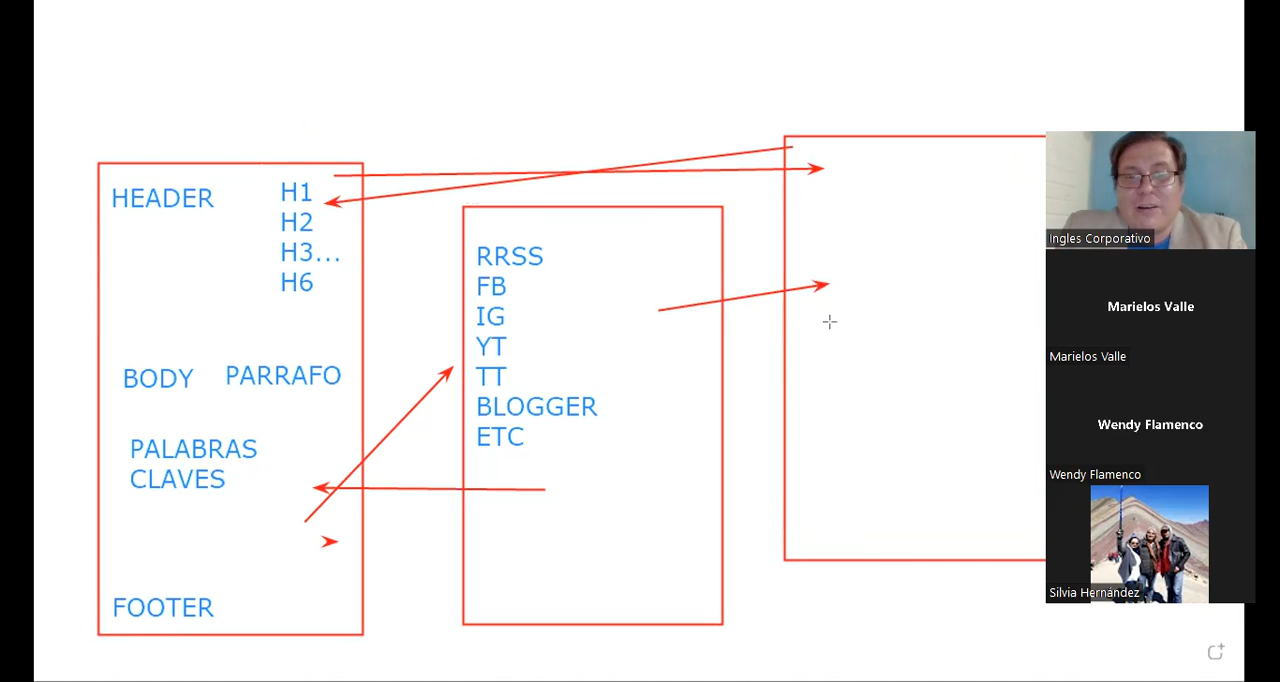 HEADER
H1
H2
H3...
H6
BODY
PARRAFO
PALABRAS
CLAVES
FOOTER
RRSS
FB
IG
YT
TT
BLOGGER
ETC
Ingles Corporativo
Marielos Valle
Marielos Valle
Wendy Flamenco
Wendy Flamenco
Silvia Hernández